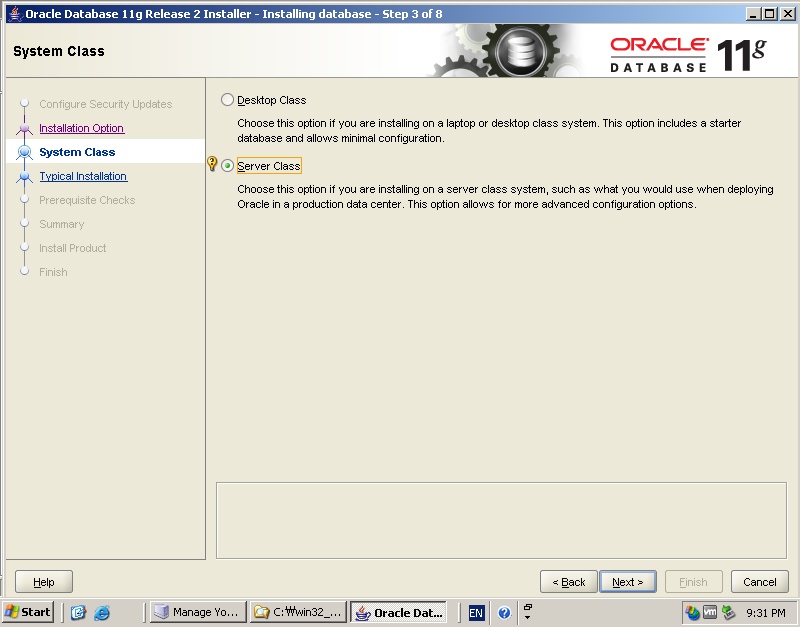 Oracle Database 11g Release 2 Installer - Installing database - Step 3 of 8
System Class
ORACLE®
DATABASE
11g
Configure Security Updates
Installation Option
System Class
Typical Installation
Prerequisite Checks
Summary
Install Product
Finish
Desktop Class
Choose this option if you are installing on a laptop or desktop class system. This option includes a starter
database and allows minimal configuration.
Server Class
Choose this option if you are installing on a server class system, such as what you would use when deploying
Oracle in a production data center. This option allows for more advanced configuration options.
Help
< Back
Next >
Finish
Cancel
Start
Manage Yo...
C:₩win32_...
Oracle Dat...
EN
vm
9:31 PM